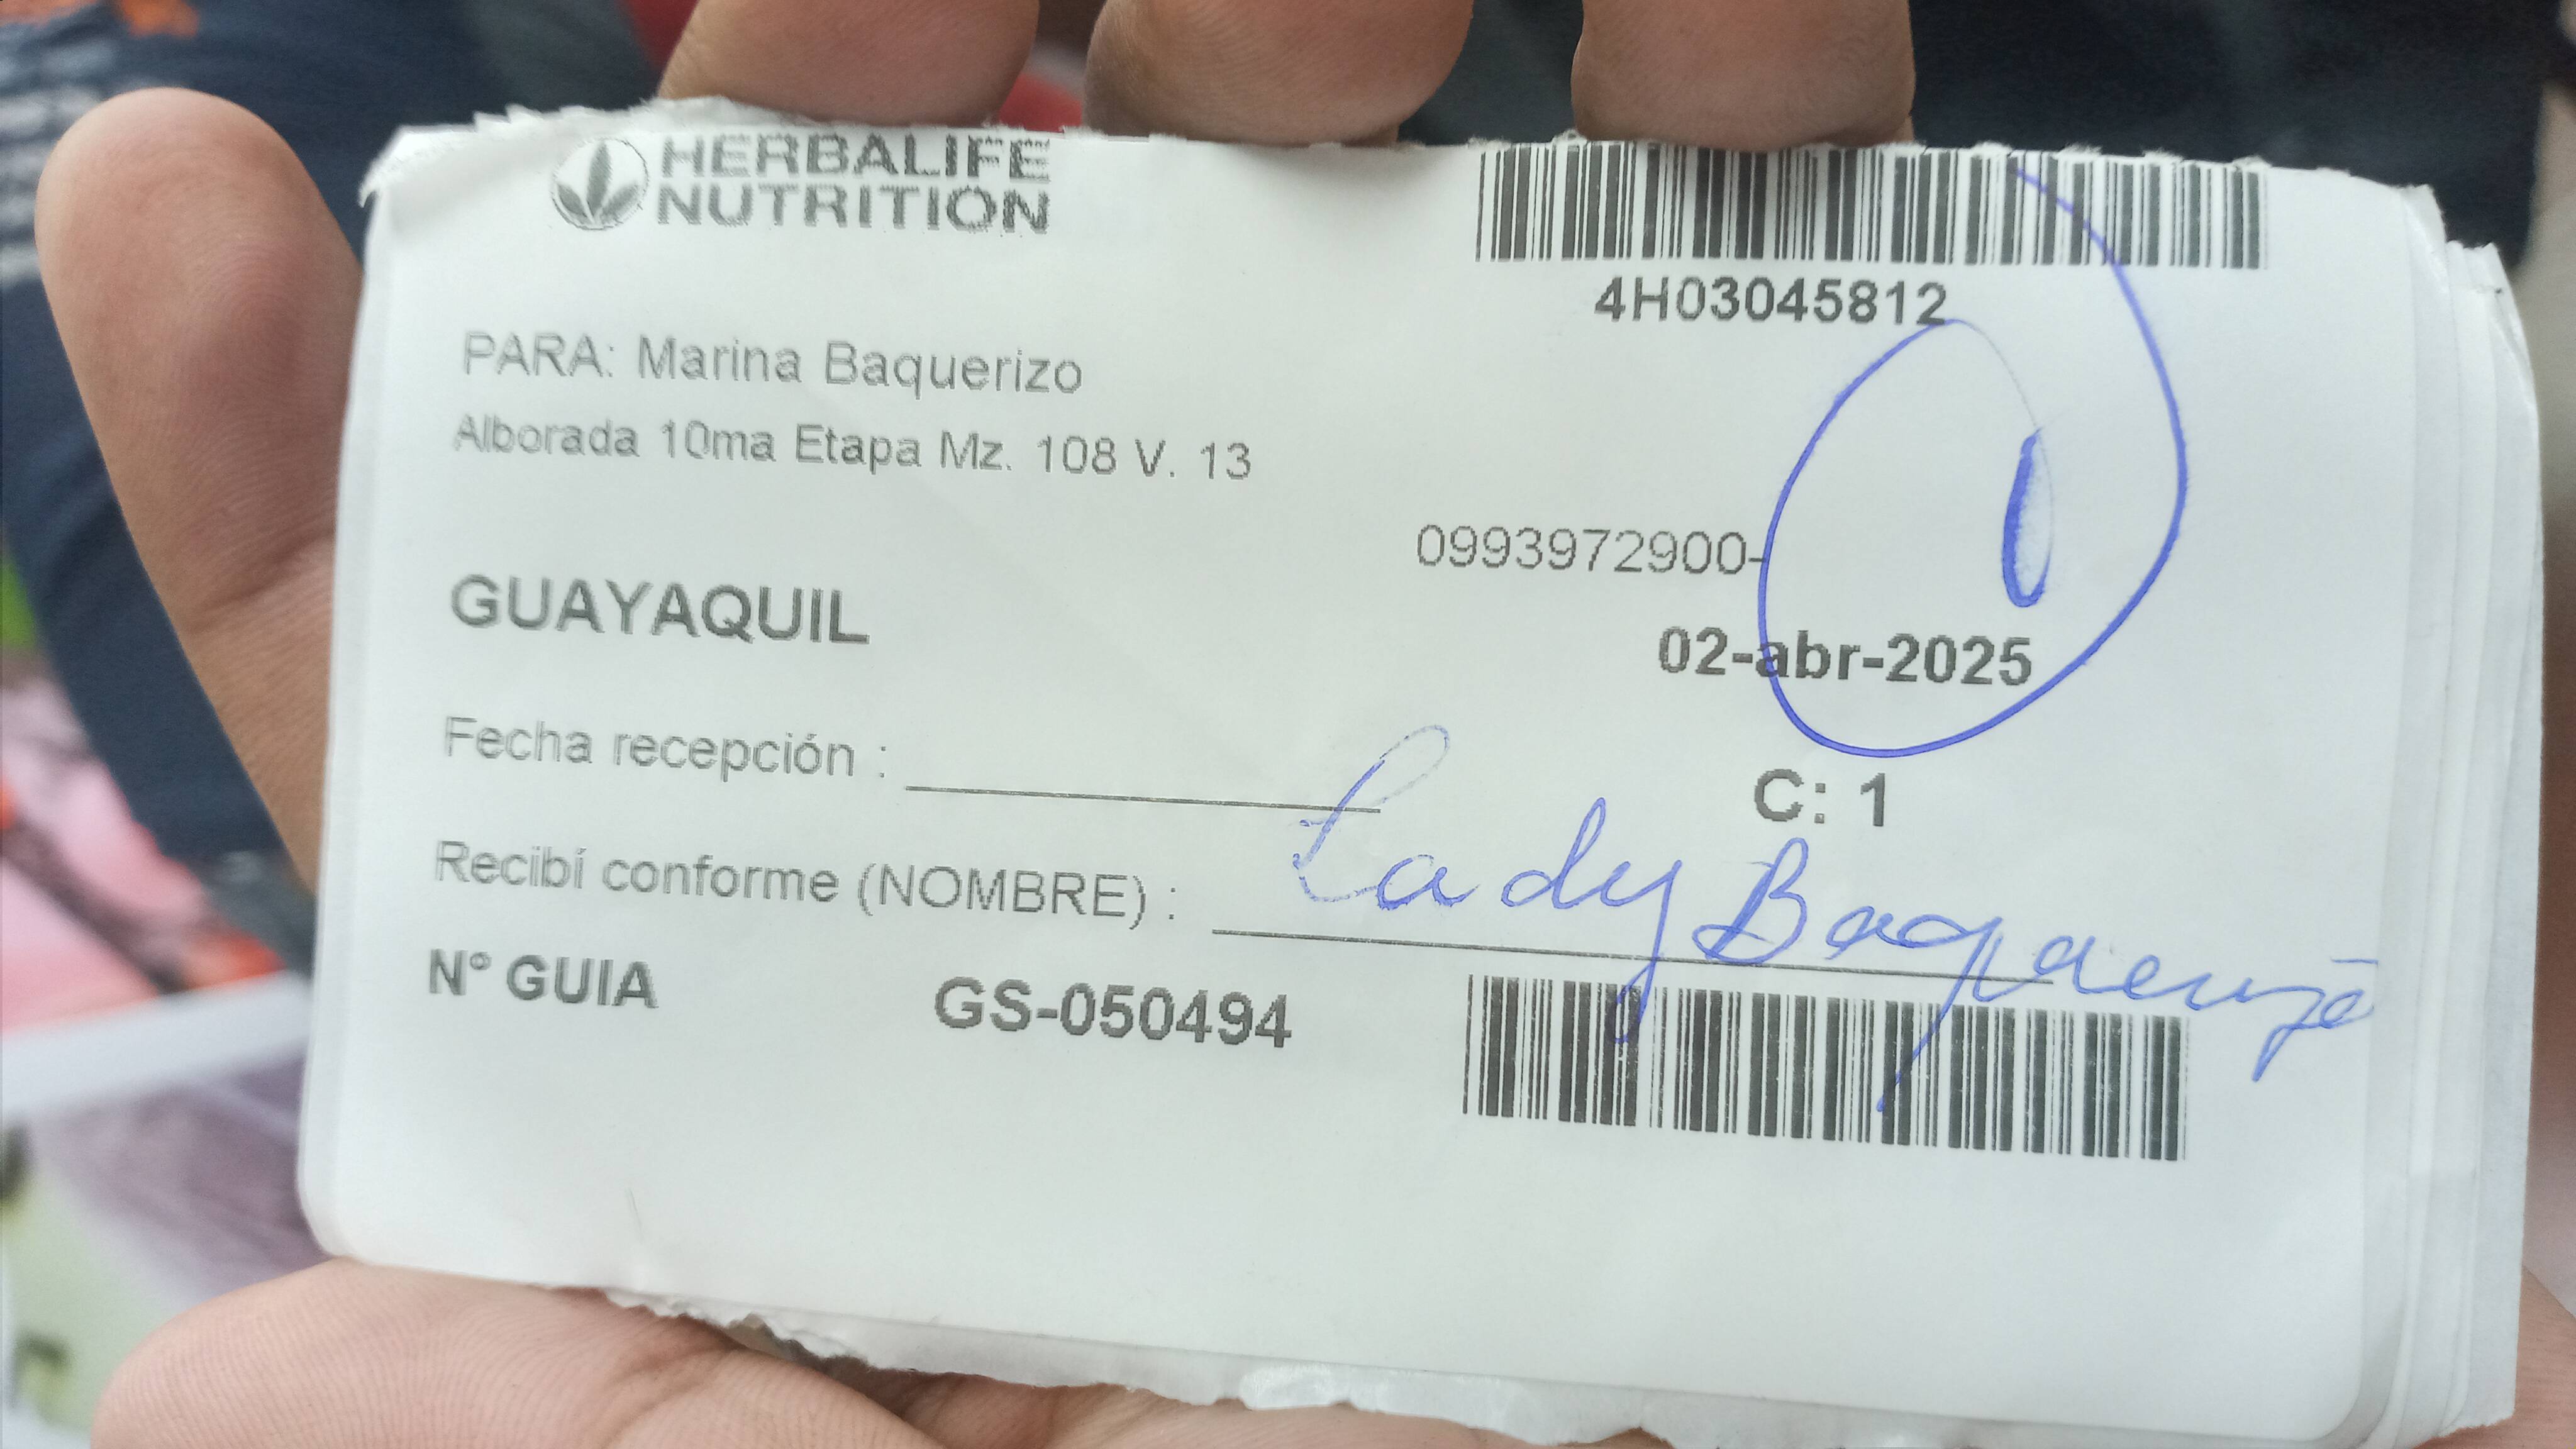 HERBALIFE
NUTRITION
4H03045812
PARA: Marina Baquerizo
Alborada 10ma Etapa Mz. 108 V. 13
0993972900-
GUAYAQUIL
02-abr-2025
Fecha recepción :
C: 1
Recibí conforme (NOMBRE) : Lady Baquerizo
N° GUIA GS-050494